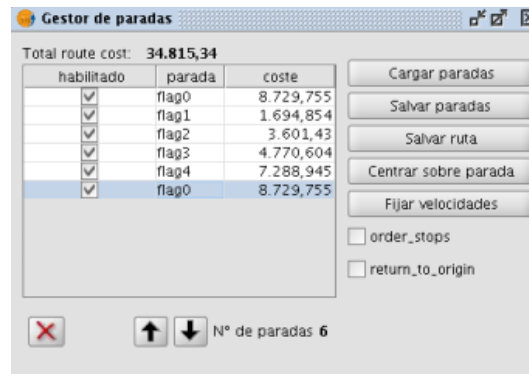 Gestor de paradas
Total route cost: 34.815,34
habilitado parada coste
flag0 8.729,755
flag1 1.694,854
flag2 3.601,43
flag3 4.770,604
flag4 7.288,945
flag0 8.729,755
Cargar paradas
Salvar paradas
Salvar ruta
Centrar sobre parada
Fijar velocidades
order_stops
return_to_origin
Nº de paradas 6